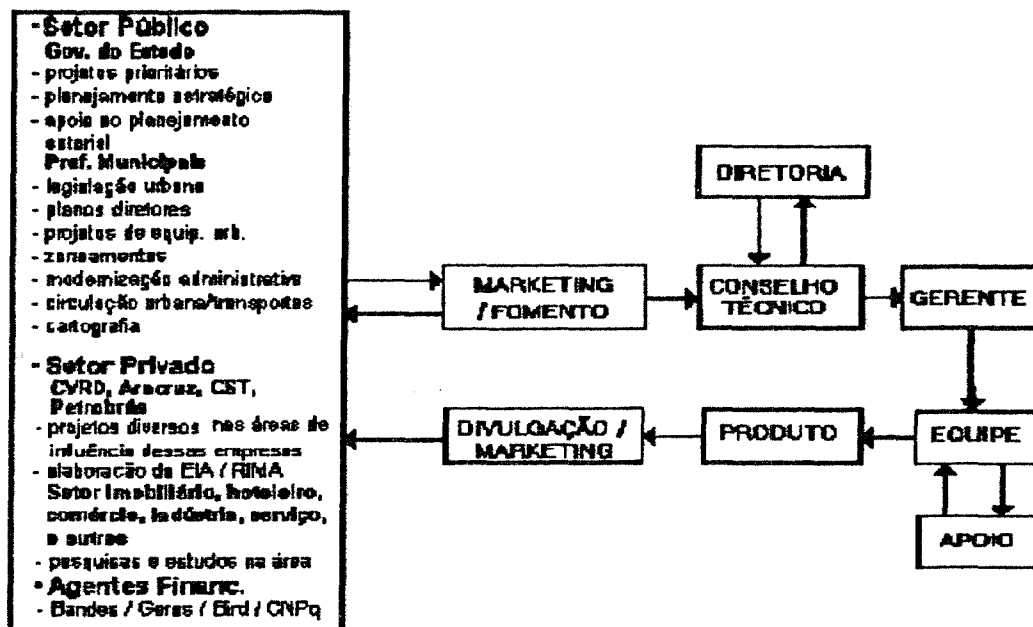 - Setor Público
Gov. do Estado
- projetos prioritários
- planejamento estratégico
- apoio ao planejamento
estorial
Pref. Municipais
- legislação urbana
- planos diretores
- projetos de equip. urb.
- zoneamentos
- modernização administrativa
- circulação urbana/transportes
- cartografia
- Setor Privado
CVRD, Aracruz, CST,
Petrobrás
- projetos diversos nas áreas de
influência dessas empresas
- elaboração de EIA / RIMA
Setor Imobiliário, hoteleiro,
comércio, indústria, serviço,
e outros
- pesquisas e estudos na área
• Agentes Financ.
- Bandes / Geres / Bird / CNPq
MARKETING
/ FOMENTO
DIRETORIA
CONSELHO
TÉCNICO
GERENTE
DIVULGAÇÃO /
MARKETING
PRODUTO
EQUIPE
APOIO